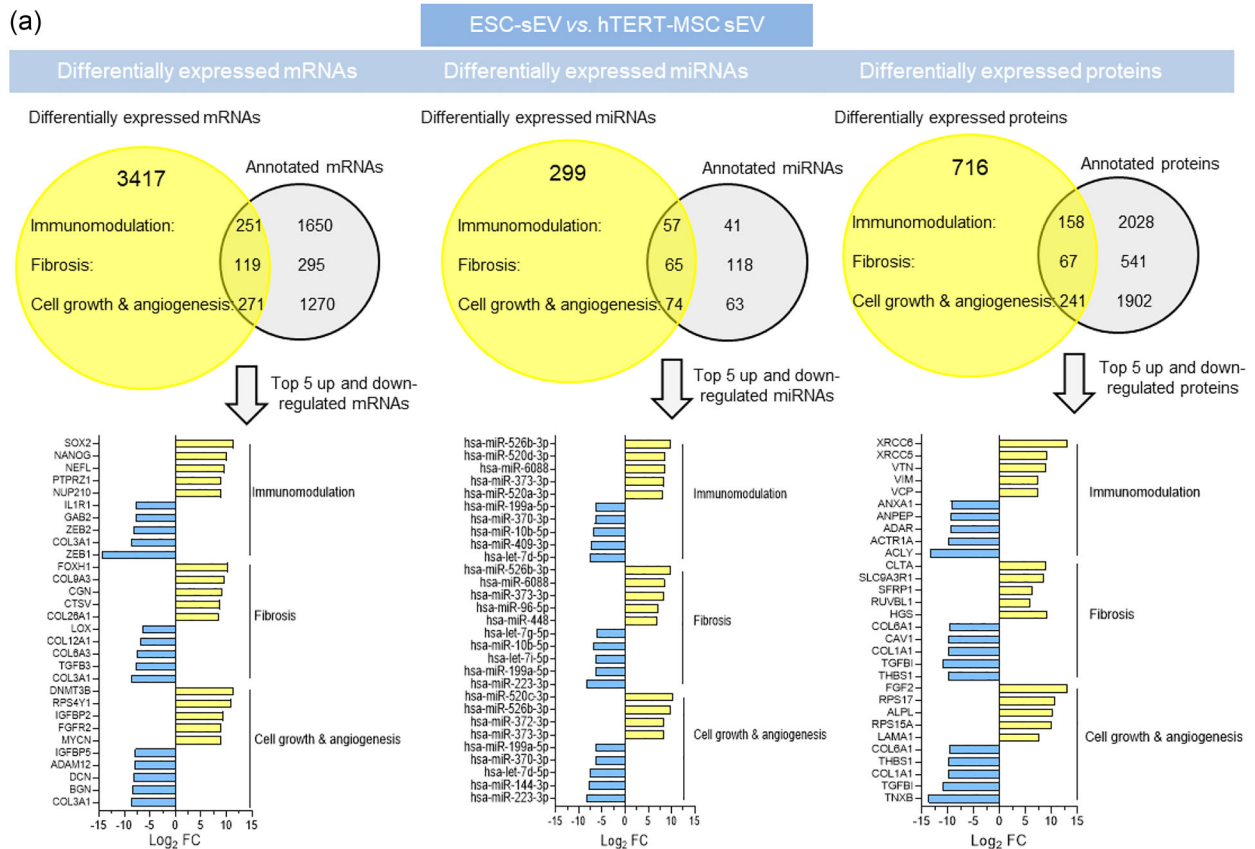 (a)
ESC-sEV vs. hTERT-MSC sEV
Differentially expressed mRNAs
Differentially expressed miRNAs
Differentially expressed proteins
Differentially expressed mRNAs
Annotated mRNAs
3417
Immunomodulation: 251 1650
Fibrosis: 119 295
Cell growth & angiogenesis: 271 1270
Top 5 up and down-
regulated mRNAs
Differentially expressed miRNAs
Annotated miRNAs
299
Immunomodulation: 57 41
Fibrosis: 65 118
Cell growth & angiogenesis: 74 63
Top 5 up and down-
regulated miRNAs
Differentially expressed proteins
Annotated proteins
716
Immunomodulation: 158 2028
Fibrosis: 67 541
Cell growth & angiogenesis: 241 1902
Top 5 up and down-
regulated proteins
SOX2
NANOG
NEFL
PTPRZ1
NUP210
IL1R1
GAB2
ZEB2
COL3A1
ZEB1
Immunomodulation
FOXH1
COL9A3
CGN
CTSV
COL26A1
LOX
COL12A1
COL6A3
TGFB3
COL3A1
Fibrosis
DNMT3B
RPS4Y1
IGFBP2
FGFR2
MYCN
IGFBP5
ADAM12
DCN
BGN
COL3A1
Cell growth & angiogenesis
-15 -10 -5 0 5 10 15
Log2 FC
hsa-miR-526b-3p
hsa-miR-520d-3p
hsa-miR-6088
hsa-miR-373-3p
hsa-miR-520a-3p
hsa-miR-199a-5p
hsa-miR-370-3p
hsa-miR-10b-5p
hsa-miR-409-3p
hsa-let-7d-5p
Immunomodulation
hsa-miR-526b-3p
hsa-miR-6088
hsa-miR-373-3p
hsa-miR-96-5p
hsa-miR-448
hsa-let-7g-5p
hsa-miR-10b-5p
hsa-let-7i-5p
hsa-miR-199a-5p
hsa-miR-223-3p
Fibrosis
hsa-miR-520c-3p
hsa-miR-526b-3p
hsa-miR-372-3p
hsa-miR-373-3p
hsa-miR-199a-5p
hsa-miR-370-3p
hsa-let-7d-5p
hsa-miR-144-3p
hsa-miR-223-3p
Cell growth & angiogenesis
-15 -10 -5 0 5 10 15
Log2 FC
XRCC6
XRCC5
VTN
VIM
VCP
ANXA1
ANPEP
ADAR
ACTR1A
ACLY
Immunomodulation
CLTA
SLC9A3R1
SFRP1
RUVBL1
HGS
COL6A1
CAV1
COL1A1
TGFBI
THBS1
Fibrosis
FGF2
RPS17
ALPL
RPS15A
LAMA1
COL6A1
THBS1
COL1A1
TGFBI
TNXB
Cell growth & angiogenesis
-15 -10 -5 0 5 10 15
Log2 FC